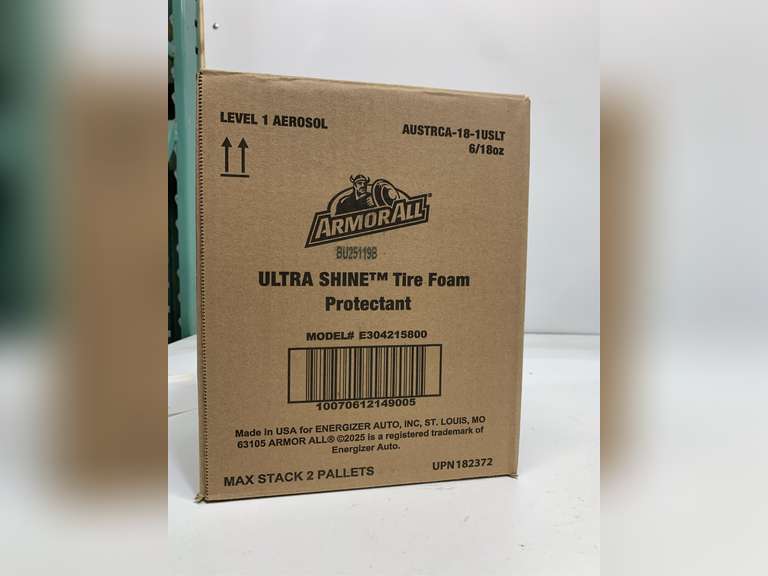 LEVEL 1 AEROSOL
AUSTRCA-18-1USLT
6/18oz
ARMOR ALL
BU25119B
ULTRA SHINE™ Tire Foam
Protectant
MODEL# E304215800
10070612149005
Made in USA for ENERGIZER AUTO, INC, ST. LOUIS, MO
63105 ARMOR ALL® ©2025 is a registered trademark of
Energizer Auto.
MAX STACK 2 PALLETS
UPN182372